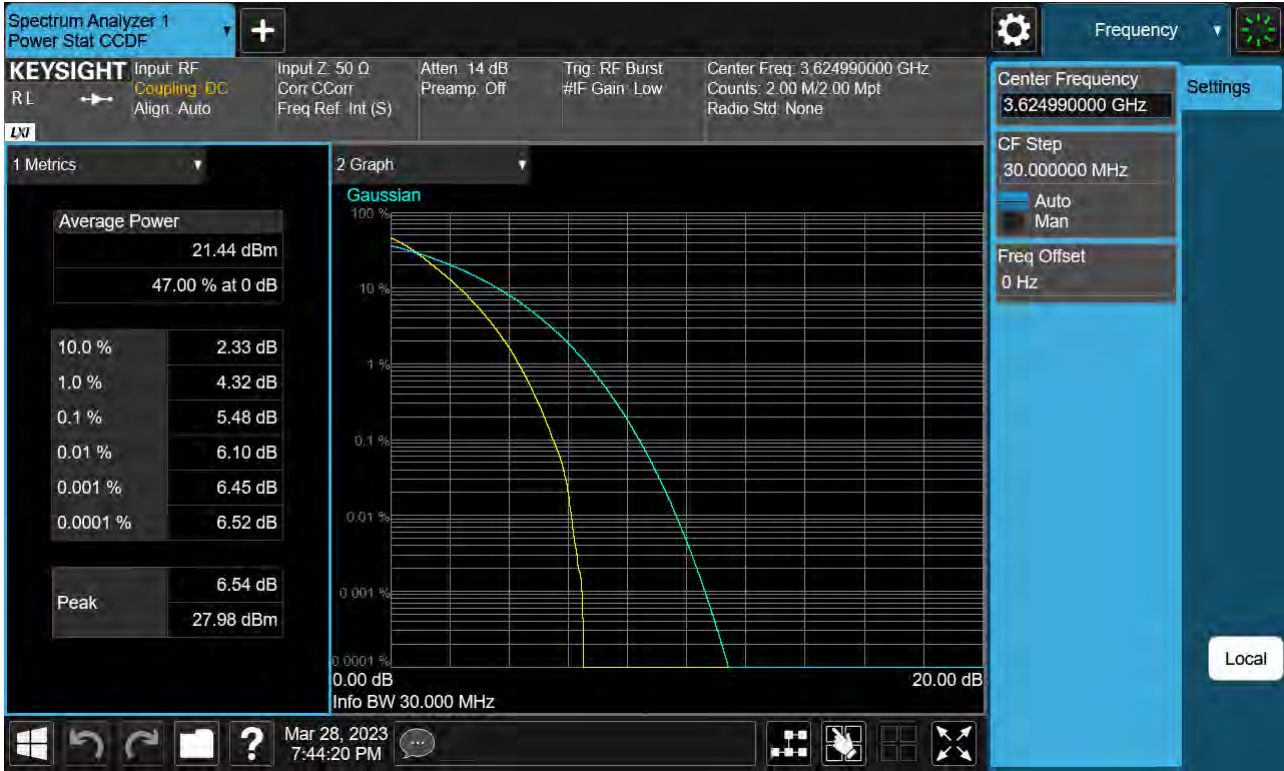 Spectrum Analyzer 1
Power Stat CCDF
Frequency
KEYSIGHT
R L
LXI
Input: RF
Coupling: DC
Align: Auto
Input Z: 50 Ω
Corr CCorr
Freq Ref: Int (S)
Atten: 14 dB
Preamp: Off
Trig: RF Burst
#IF Gain: Low
Center Freq: 3.624990000 GHz
Counts: 2.00 M/2.00 Mpt
Radio Std: None
Center Frequency
3.624990000 GHz
Settings
CF Step
30.000000 MHz
Auto
Man
Freq Offset
0 Hz
Local
1 Metrics
Average Power
21.44 dBm
47.00 % at 0 dB
10.0 % 2.33 dB
1.0 % 4.32 dB
0.1 % 5.48 dB
0.01 % 6.10 dB
0.001 % 6.45 dB
0.0001 % 6.52 dB
Peak
6.54 dB
27.98 dBm
2 Graph
Gaussian
100 %
10 %
1 %
0.1 %
0.01 %
0.001 %
0.0001 %
0.00 dB 20.00 dB
Info BW 30.000 MHz
?
Mar 28, 2023
7:44:20 PM